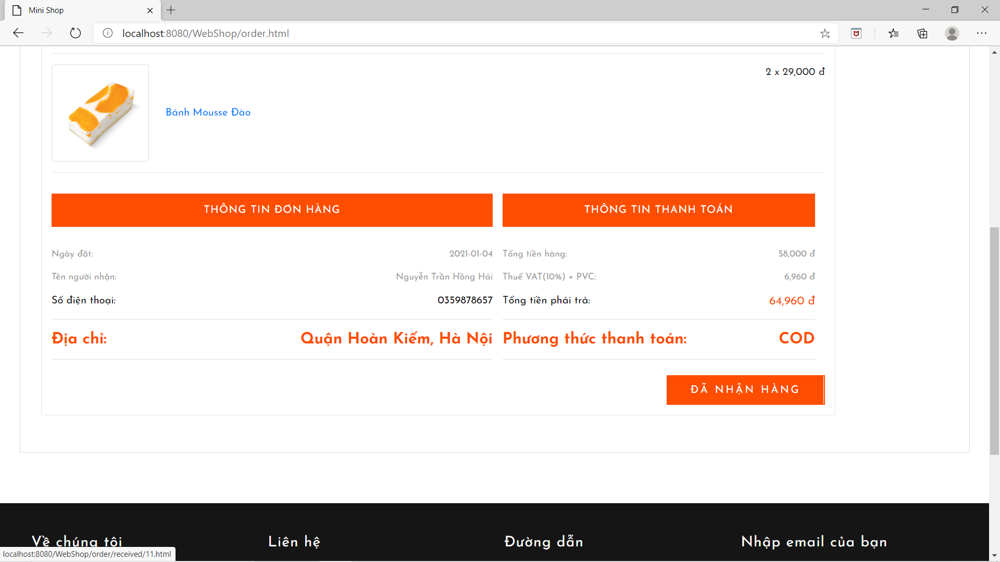 Mini Shop
localhost:8080/WebShop/order.html
2 x 29,000 đ
Bánh Mousse Đào
THÔNG TIN ĐƠN HÀNG
THÔNG TIN THANH TOÁN
Ngày đặt: 2021-01-04
Tổng tiền hàng: 58,000 đ
Tên người nhận: Nguyễn Trần Hồng Hải
Thuế VAT(10%) + PVC: 6,960 đ
Số điện thoại: 0359878657
Tổng tiền phải trả: 64,960 đ
Địa chỉ: Quận Hoàn Kiếm, Hà Nội
Phương thức thanh toán: COD
ĐÃ NHẬN HÀNG
Về chúng tôi
Liên hệ
Đường dẫn
Nhập email của bạn
localhost:8080/WebShop/order/received/11.html